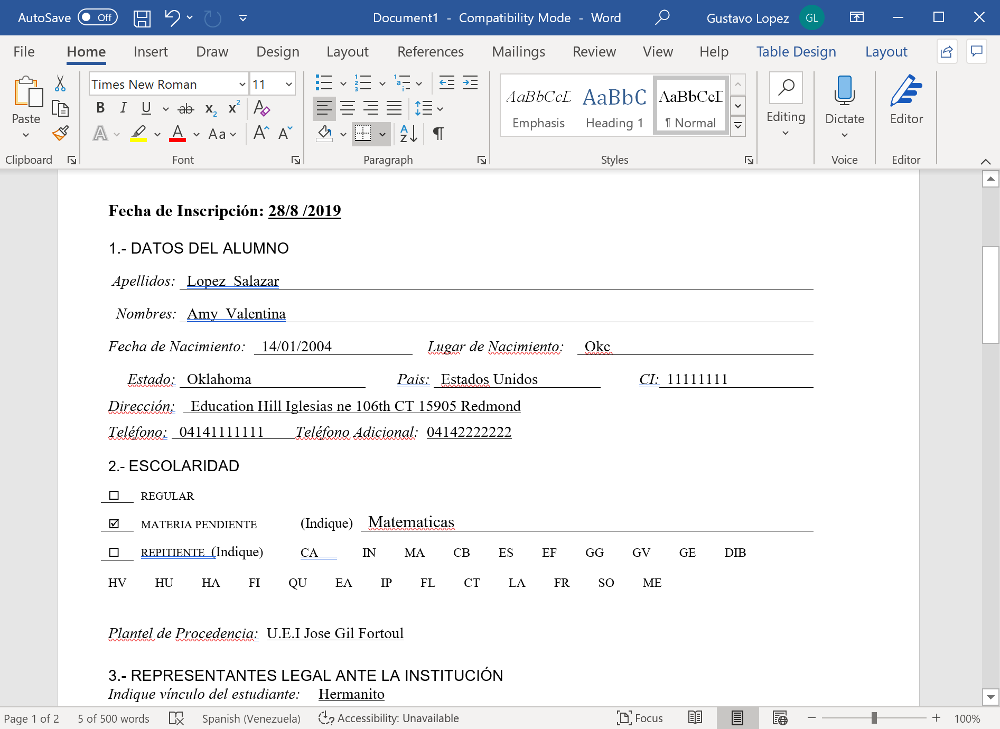 AutoSave Off Document1 - Compatibility Mode - Word Gustavo Lopez GL
File Home Insert Draw Design Layout References Mailings Review View Help Table Design Layout
Times New Roman 11
Paste
B I U ab x2 x2 A
A A Aa A A
AaBbCcD AaBbC AaBbCcD
Emphasis Heading 1 ¶ Normal
Editing Dictate Editor
Clipboard Font Paragraph Styles Voice Editor
Fecha de Inscripción: 28/8 /2019
1.- DATOS DEL ALUMNO
Apellidos: Lopez Salazar
Nombres: Amy Valentina
Fecha de Nacimiento: 14/01/2004 Lugar de Nacimiento: Okc
Estado: Oklahoma Pais: Estados Unidos CI: 11111111
Dirección: Education Hill Iglesias ne 106th CT 15905 Redmond
Teléfono: 04141111111 Teléfono Adicional: 04142222222
2.- ESCOLARIDAD
☐ REGULAR
☑ MATERIA PENDIENTE (Indique) Matematicas
☐ REPITIENTE (Indique) CA IN MA CB ES EF GG GV GE DIB
HV HU HA FI QU EA IP FL CT LA FR SO ME
Plantel de Procedencia: U.E.I Jose Gil Fortoul
3.- REPRESENTANTES LEGAL ANTE LA INSTITUCIÓN
Indique vínculo del estudiante: Hermanito
Page 1 of 2 5 of 500 words Spanish (Venezuela) Accessibility: Unavailable Focus 100%